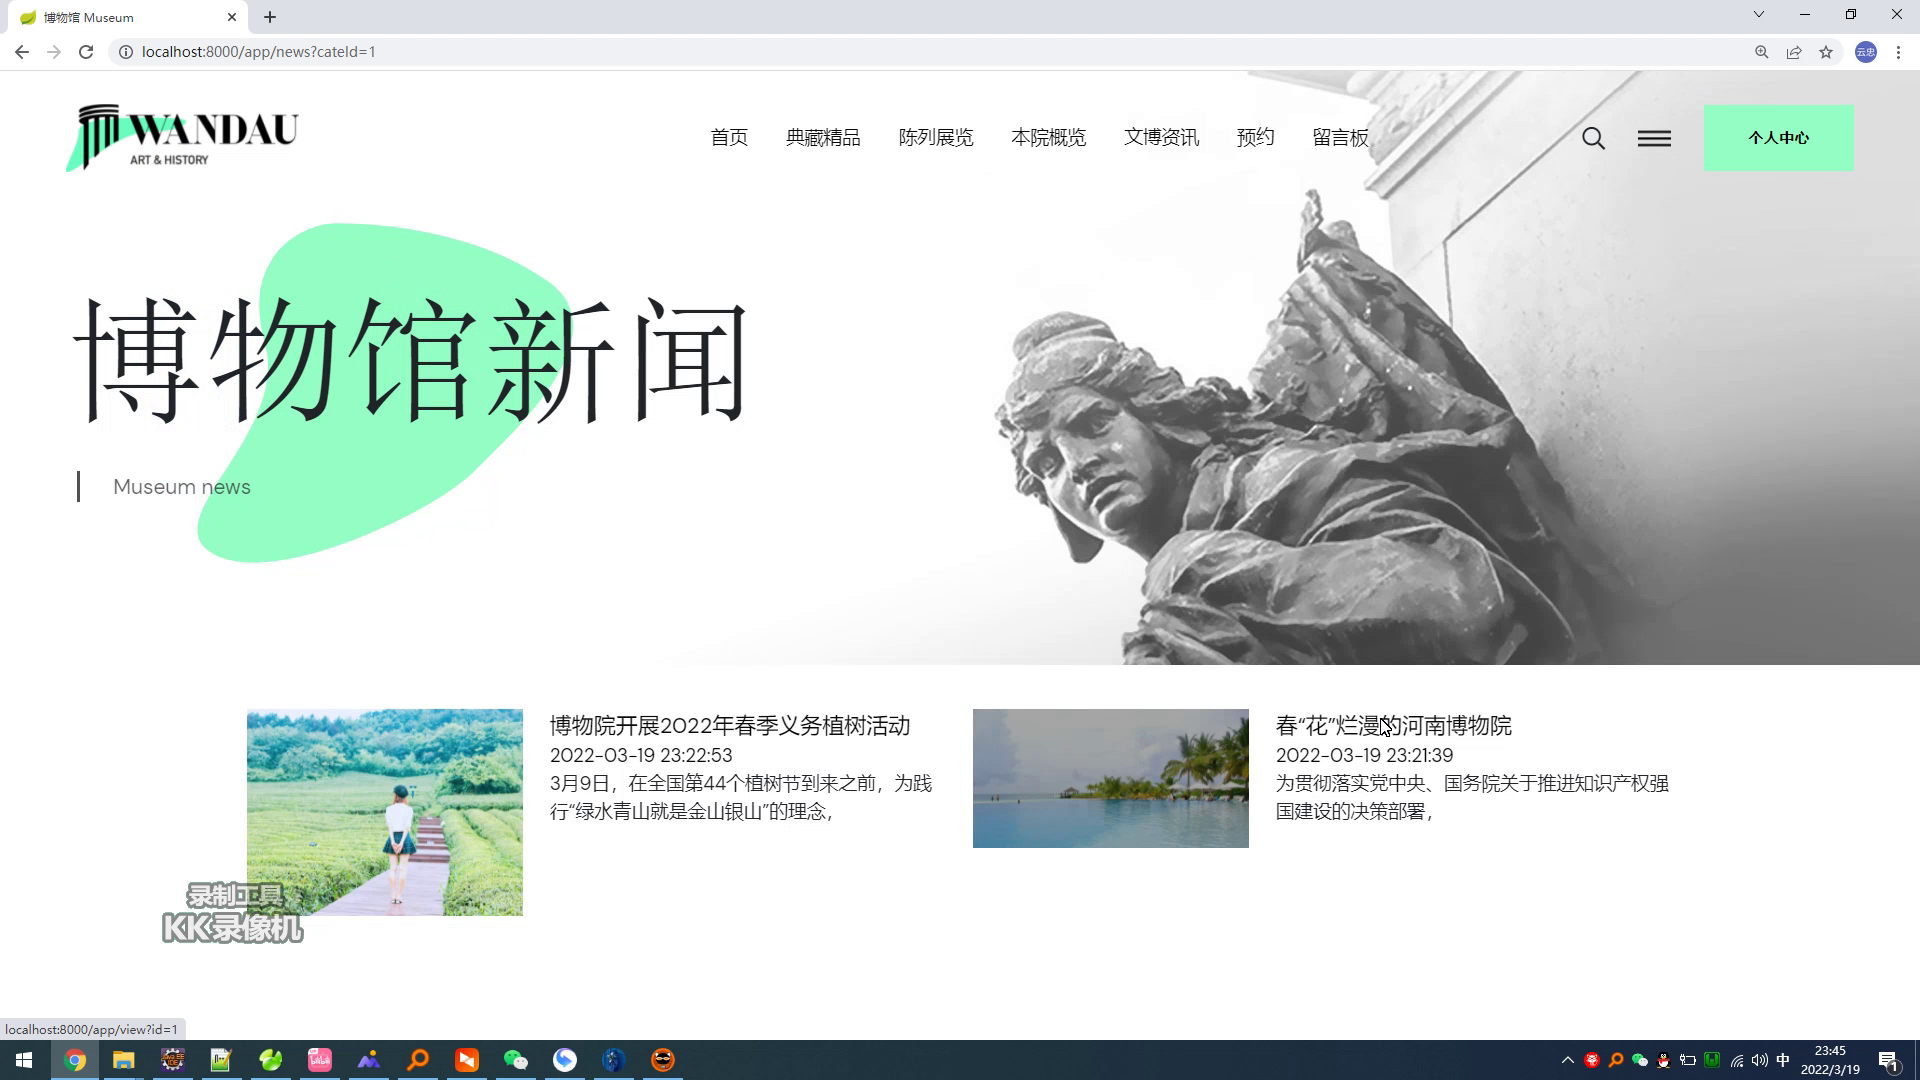 博物馆 Museum
localhost:8000/app/news?cateId=1
云忠
WANDAU
ART & HISTORY
首页 典藏精品 陈列展览 本院概览 文博资讯 预约 留言板
个人中心
博物馆新闻
Museum news
博物院开展2022年春季义务植树活动
2022-03-19 23:22:53
3月9日，在全国第44个植树节到来之前，为践
行“绿水青山就是金山银山”的理念，
春“花”烂漫的河南博物院
2022-03-19 23:21:39
为贯彻落实党中央、国务院关于推进知识产权强
国建设的决策部署，
录制工具
KK录像机
localhost:8000/app/view?id=1
中
23:45
2022/3/19
1